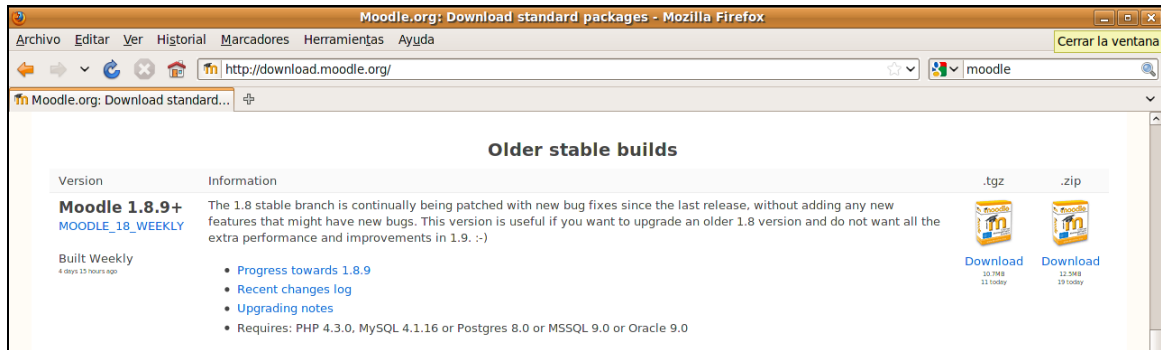 Moodle.org: Download standard packages - Mozilla Firefox
Archivo Editar Ver Historial Marcadores Herramientas Ayuda
Cerrar la ventana
http://download.moodle.org/
moodle
Moodle.org: Download standard...
Older stable builds
Version Information .tgz .zip
Moodle 1.8.9+
MOODLE_18_WEEKLY
Built Weekly
4 days 15 hours ago
The 1.8 stable branch is continually being patched with new bug fixes since the last release, without adding any new
features that might have new bugs. This version is useful if you want to upgrade an older 1.8 version and do not want all the
extra performance and improvements in 1.9. :-)
• Progress towards 1.8.9
• Recent changes log
• Upgrading notes
• Requires: PHP 4.3.0, MySQL 4.1.16 or Postgres 8.0 or MSSQL 9.0 or Oracle 9.0
moodle
Download
10.7MB
11 today
moodle
Download
12.5MB
19 today